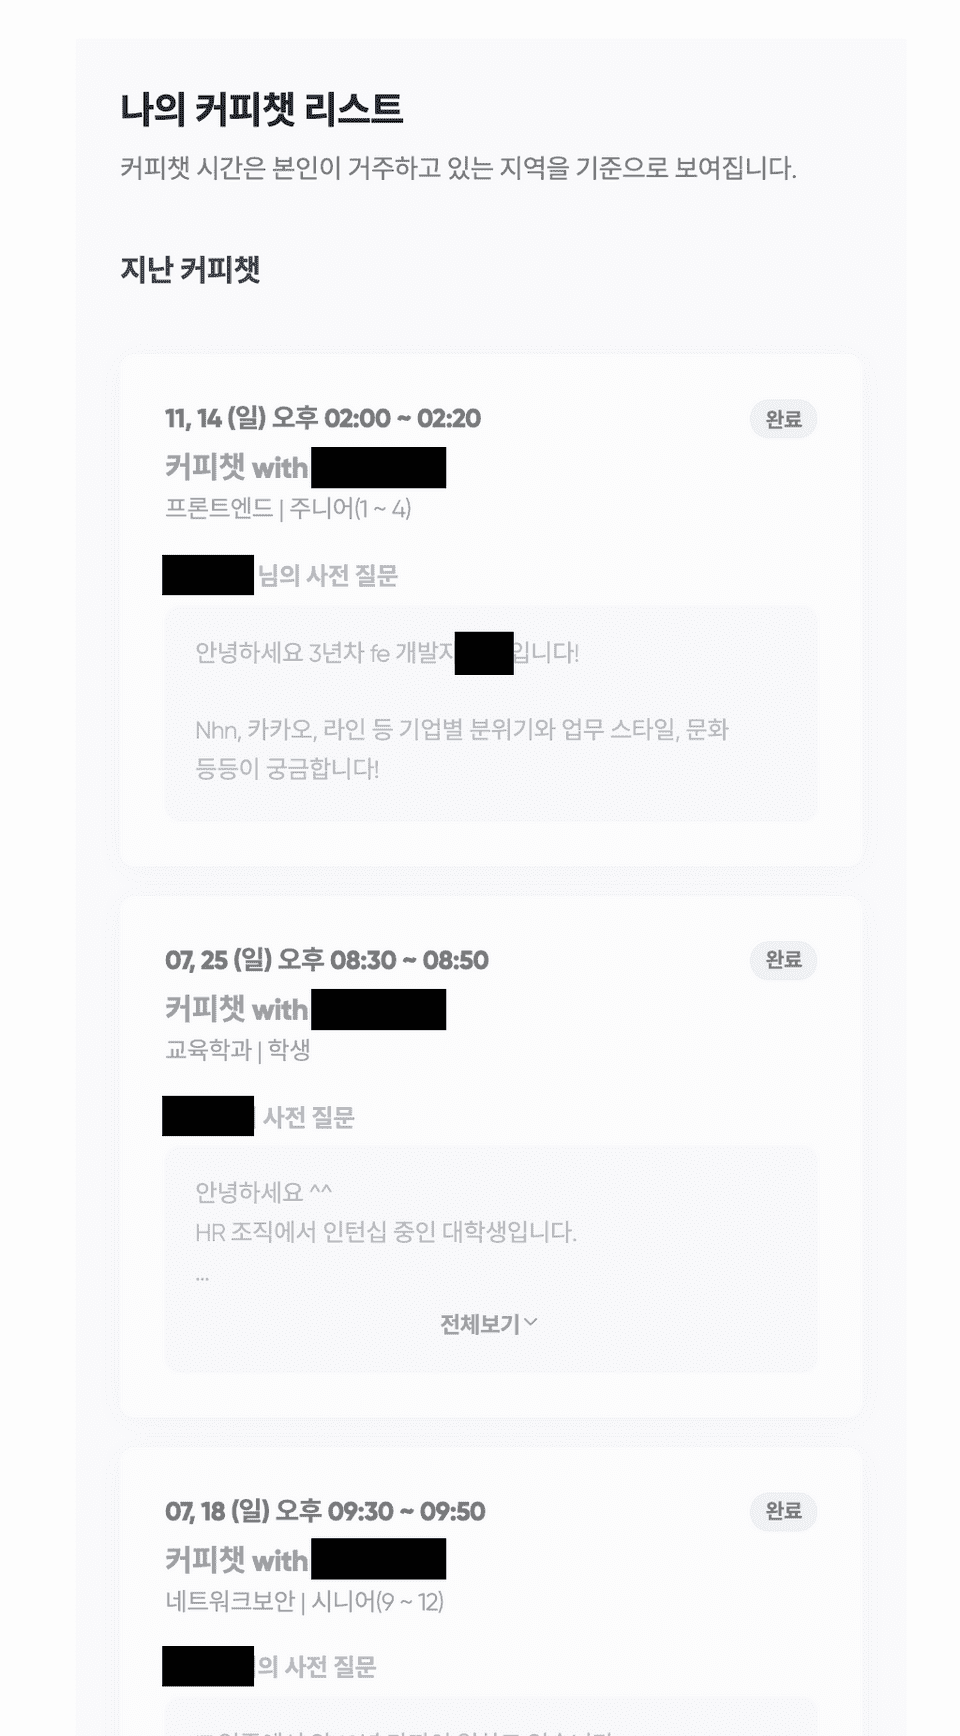 나의 커피챗 리스트
커피챗 시간은 본인이 거주하고 있는 지역을 기준으로 보여집니다.
지난 커피챗
11, 14 (일) 오후 02:00 ~ 02:20
완료
커피챗 with
프론트엔드 | 주니어(1 ~ 4)
님의 사전 질문
안녕하세요 3년차 fe 개발자 입니다!
Nhn, 카카오, 라인 등 기업별 분위기와 업무 스타일, 문화
등등이 궁금합니다!
07, 25 (일) 오후 08:30 ~ 08:50
완료
커피챗 with
교육학과 | 학생
사전 질문
안녕하세요 ^^
HR 조직에서 인턴십 중인 대학생입니다.
...
전체보기
07, 18 (일) 오후 09:30 ~ 09:50
완료
커피챗 with
네트워크보안 | 시니어(9 ~ 12)
의 사전 질문